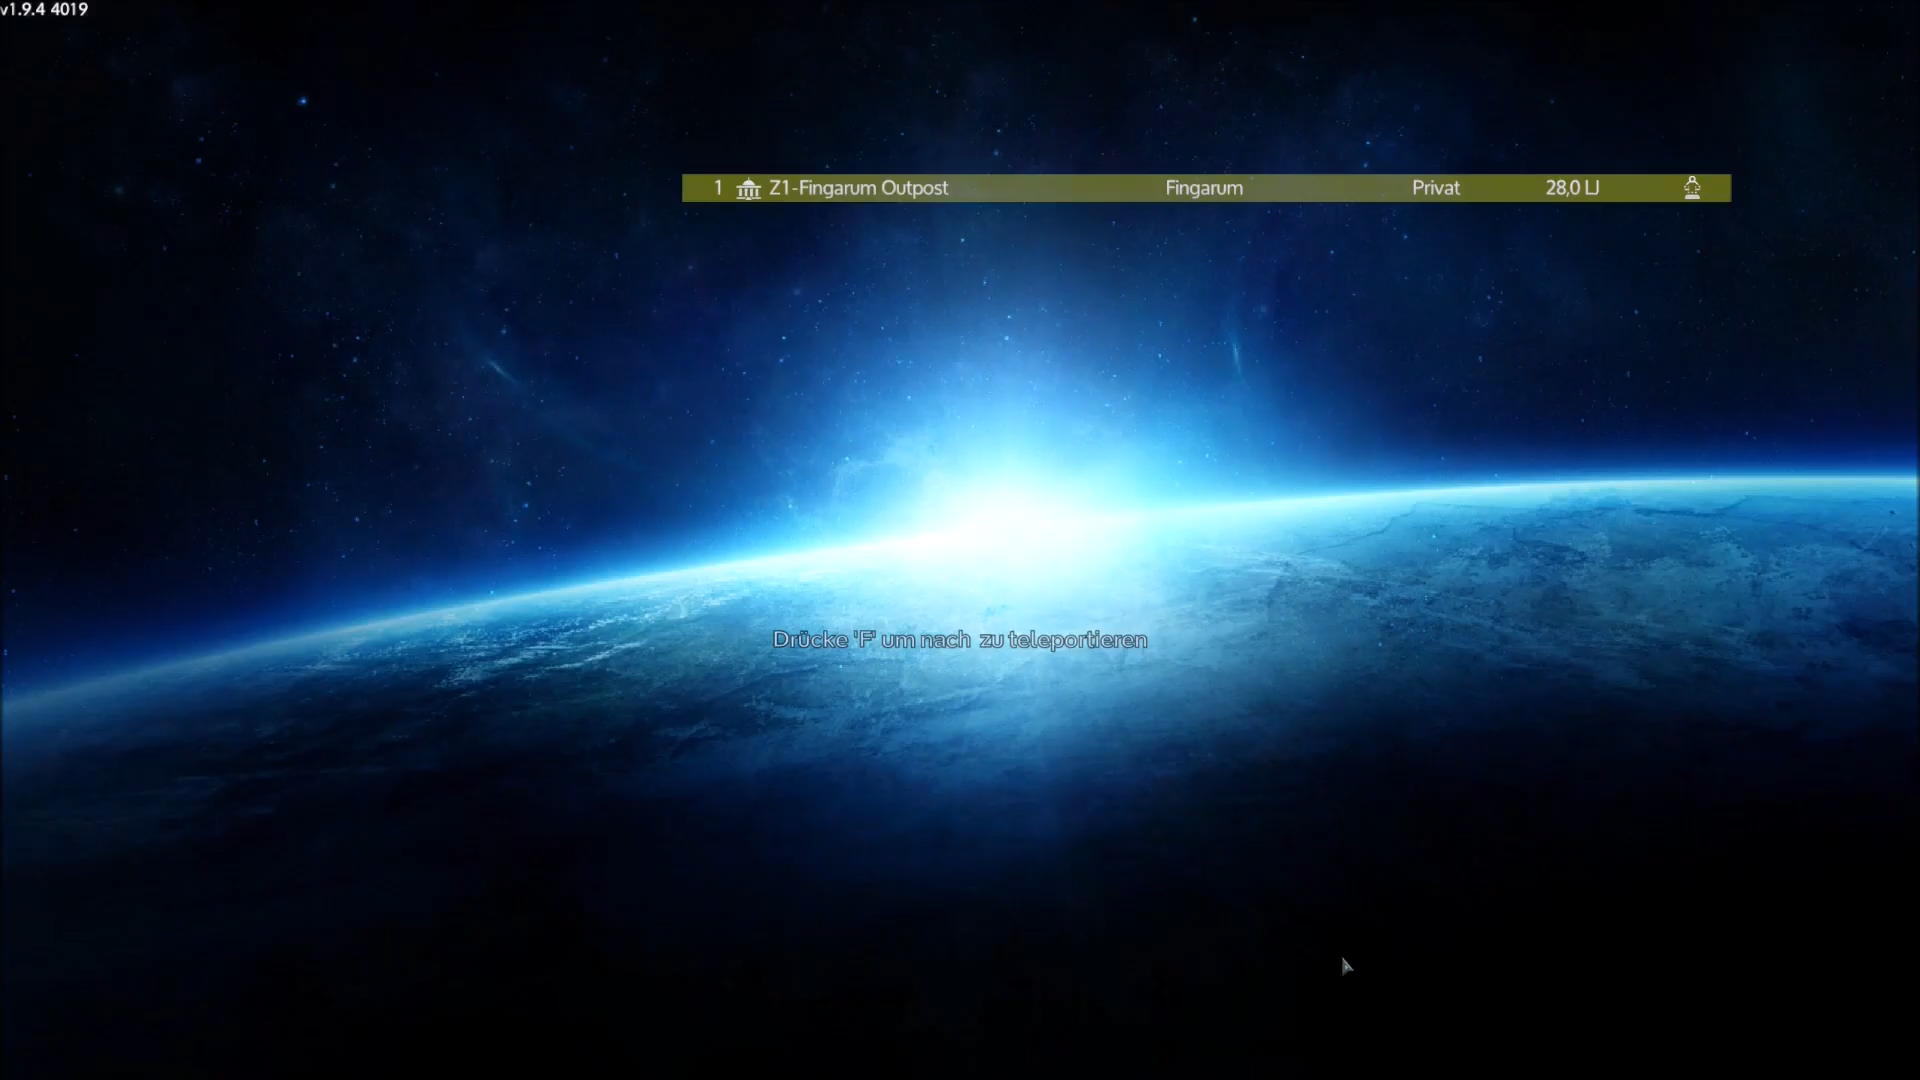 v1.9.4 4019
1 Z1-Fingarum Outpost Fingarum Privat 28,0 LJ
Drücke 'F' um nach zu teleportieren